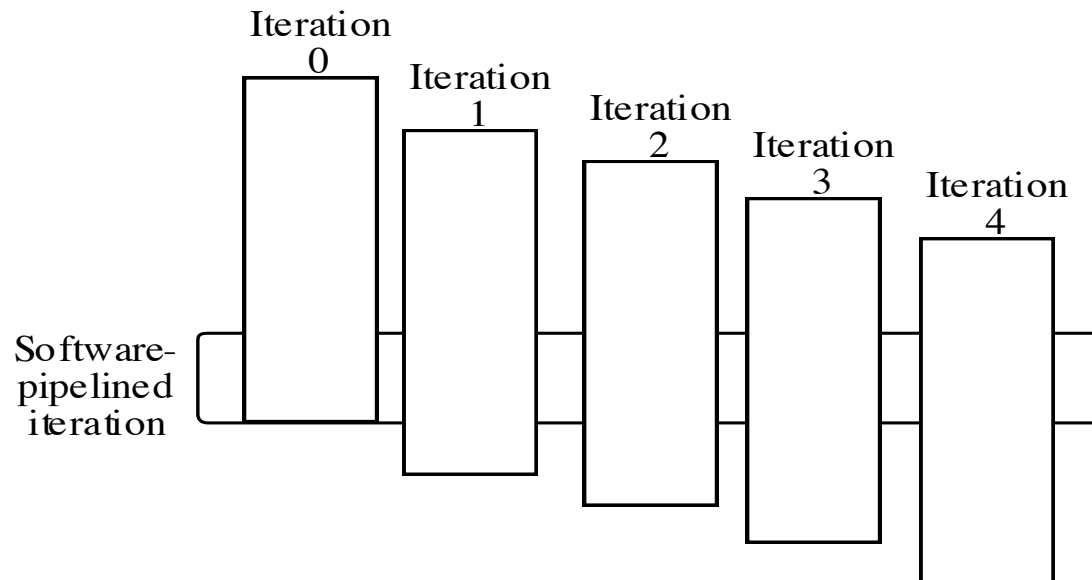 Iteration
0
Iteration
1
Iteration
2
Iteration
3
Iteration
4
Software-
pipelined
iteration